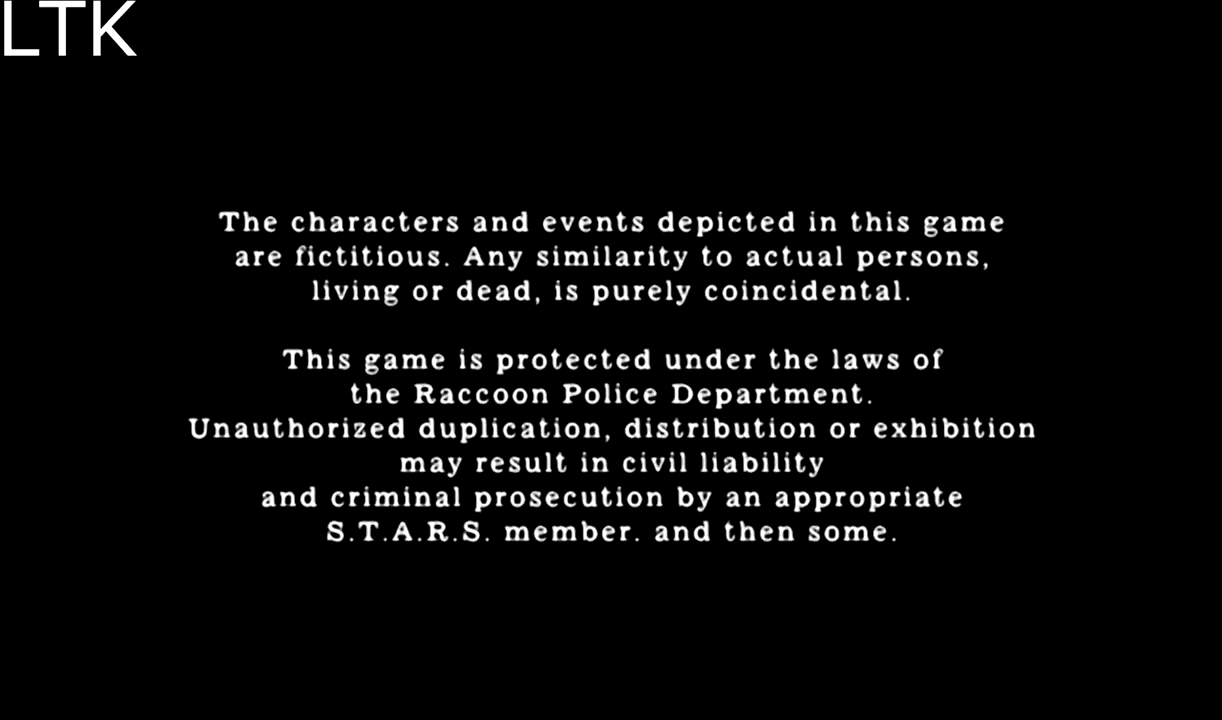 LTK
The characters and events depicted in this game
are fictitious. Any similarity to actual persons,
living or dead, is purely coincidental.
This game is protected under the laws of
the Raccoon Police Department.
Unauthorized duplication, distribution or exhibition
may result in civil liability
and criminal prosecution by an appropriate
S.T.A.R.S. member. and then some.